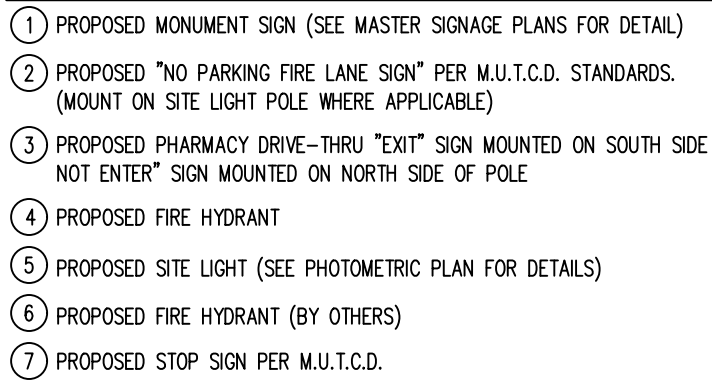 1 PROPOSED MONUMENT SIGN (SEE MASTER SIGNAGE PLANS FOR DETAIL)
2 PROPOSED "NO PARKING FIRE LANE SIGN" PER M.U.T.C.D. STANDARDS.
(MOUNT ON SITE LIGHT POLE WHERE APPLICABLE)
3 PROPOSED PHARMACY DRIVE-THRU "EXIT" SIGN MOUNTED ON SOUTH SIDE
NOT ENTER" SIGN MOUNTED ON NORTH SIDE OF POLE
4 PROPOSED FIRE HYDRANT
5 PROPOSED SITE LIGHT (SEE PHOTOMETRIC PLAN FOR DETAILS)
6 PROPOSED FIRE HYDRANT (BY OTHERS)
7 PROPOSED STOP SIGN PER M.U.T.C.D.